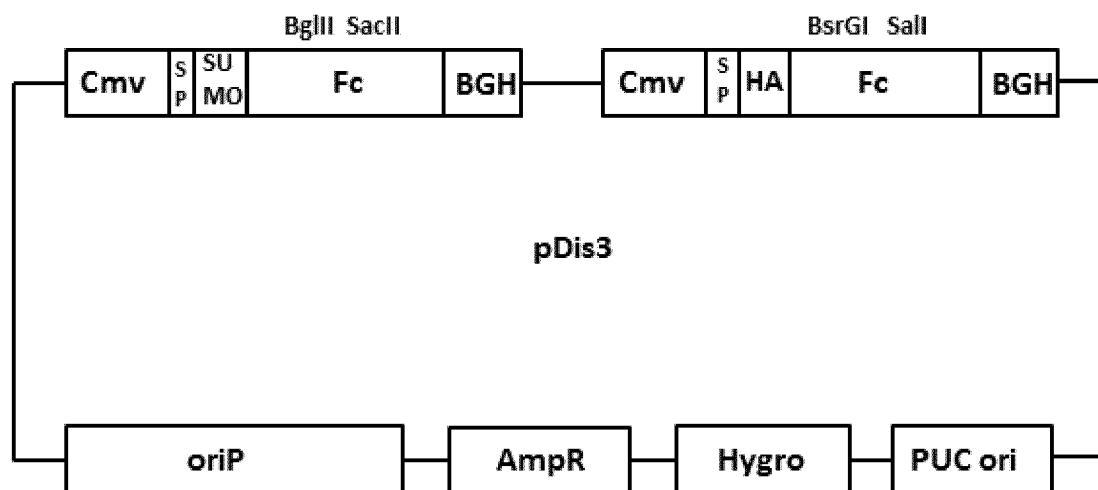 BglII SacII
BsrGI SalI
Cmv
S
P
SU
MO
Fc
BGH
Cmv
S
P
HA
Fc
BGH
pDis3
oriP
AmpR
Hygro
PUC ori